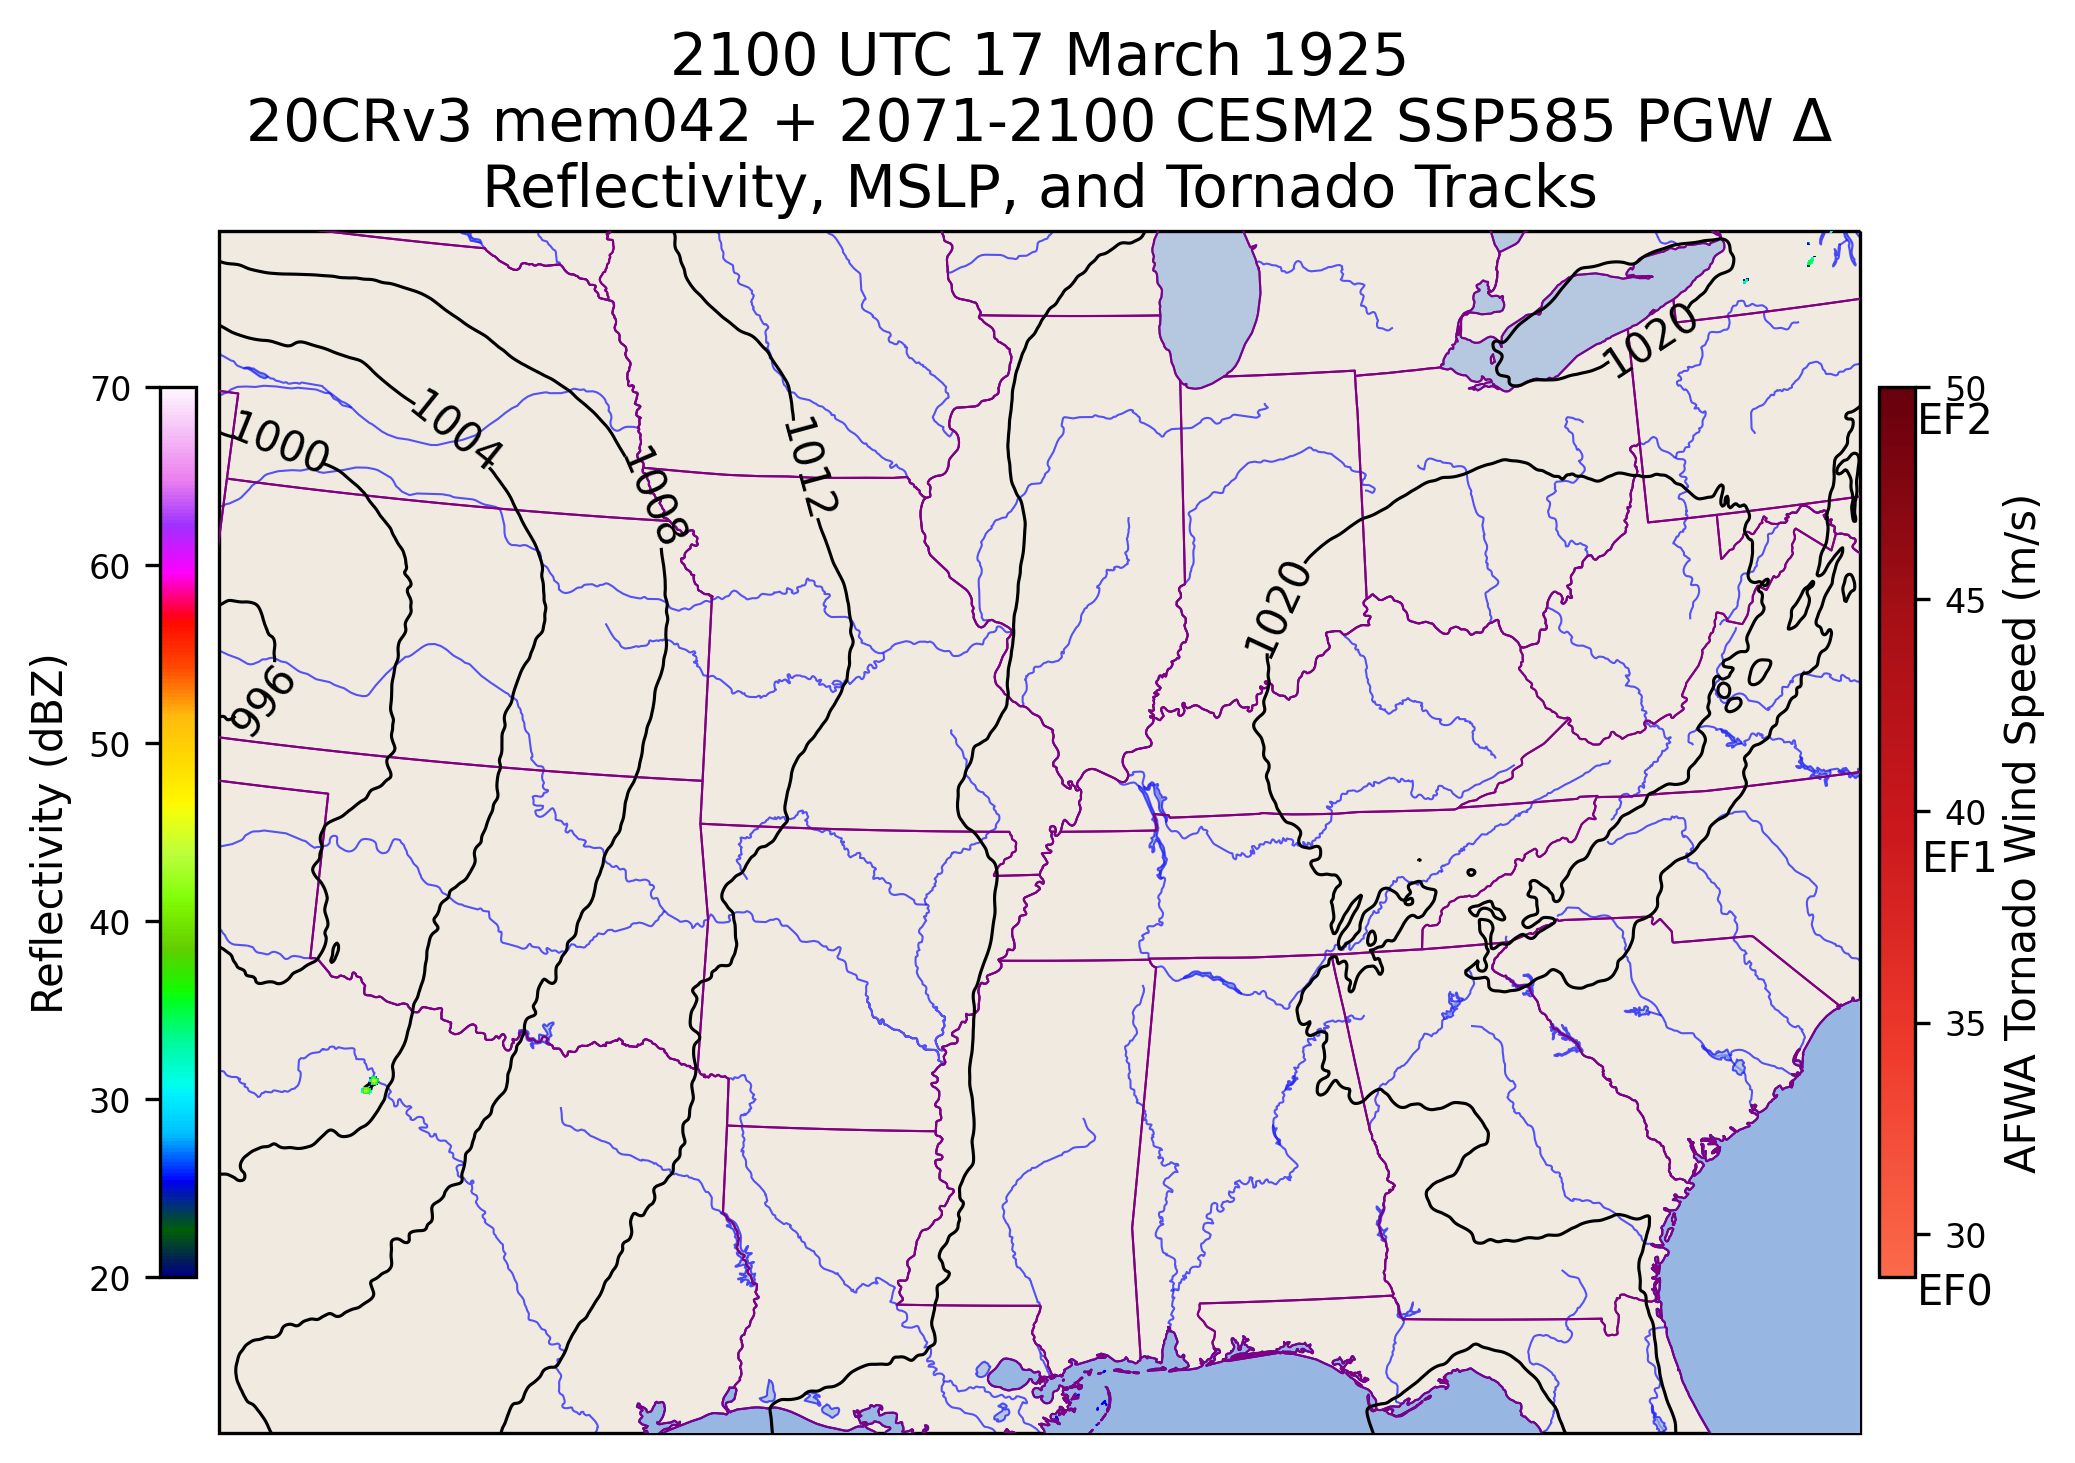 2100 UTC 17 March 1925
20CRv3 mem042 + 2071-2100 CESM2 SSP585 PGW Δ
Reflectivity, MSLP, and Tornado Tracks
70
60
50
40
30
20
Reflectivity (dBZ)
1020
1000
1004
1008
1012
1020
996
50
EF2
45
40
EF1
35
30
EF0
AFWA Tornado Wind Speed (m/s)